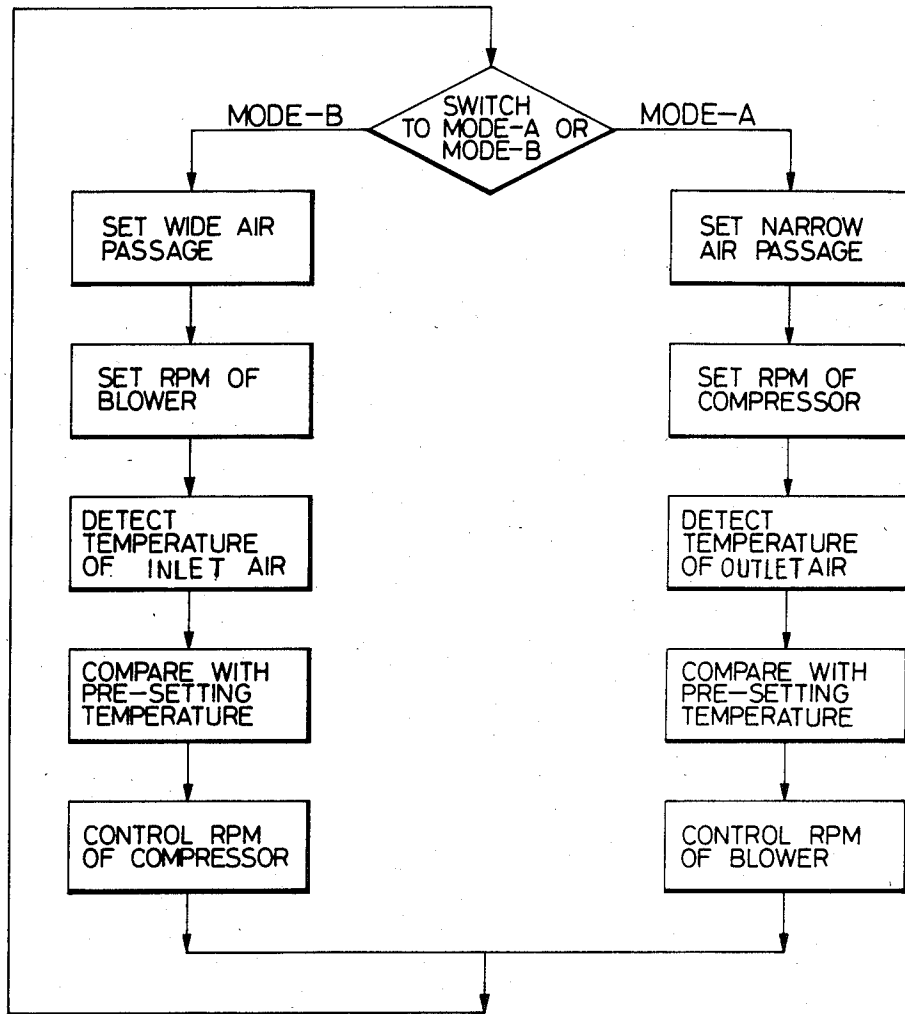 SWITCH
TO MODE-A OR
MODE-B
MODE-B
MODE-A
SET WIDE AIR
PASSAGE
SET RPM OF
BLOWER
DETECT
TEMPERATURE
OF INLET AIR
COMPARE WITH
PRE-SETTING
TEMPERATURE
CONTROL RPM
OF COMPRESSOR
SET NARROW
AIR PASSAGE
SET RPM OF
COMPRESSOR
DETECT
TEMPERATURE
OF OUTLET AIR
COMPARE WITH
PRE-SETTING
TEMPERATURE
CONTROL RPM
OF BLOWER